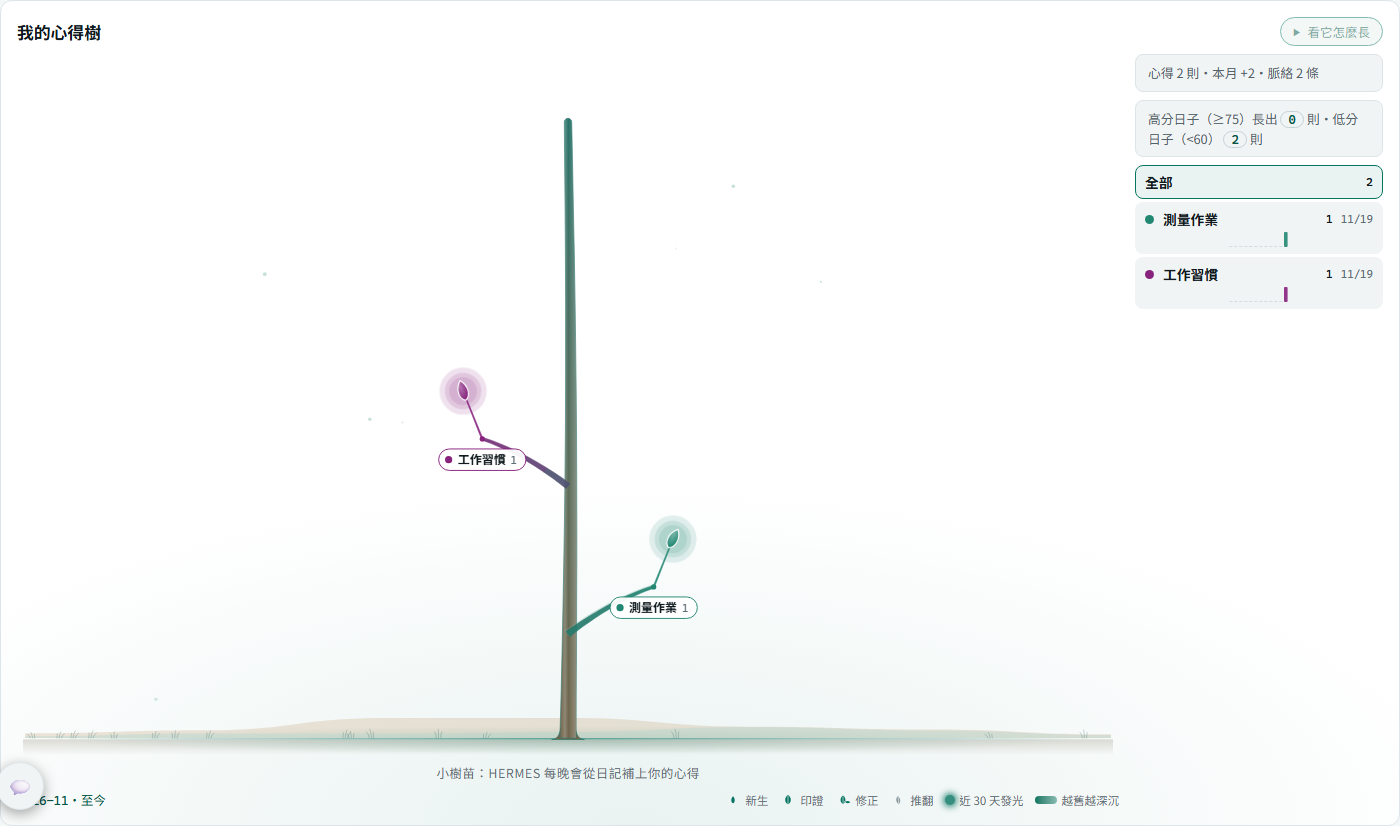 我的心得樹
看它怎麼長
心得 2 則・本月 +2・脈絡 2 條
高分日子（≥75）長出 0 則・低分
日子（<60） 2 則
全部 2
測量作業 1 11/19
工作習慣 1 11/19
工作習慣 1
測量作業 1
小樹苗：HERMES 每晚會從日記補上你的心得
6-11・至今
新生 印證 修正 推翻 近 30 天發光 越舊越深沉